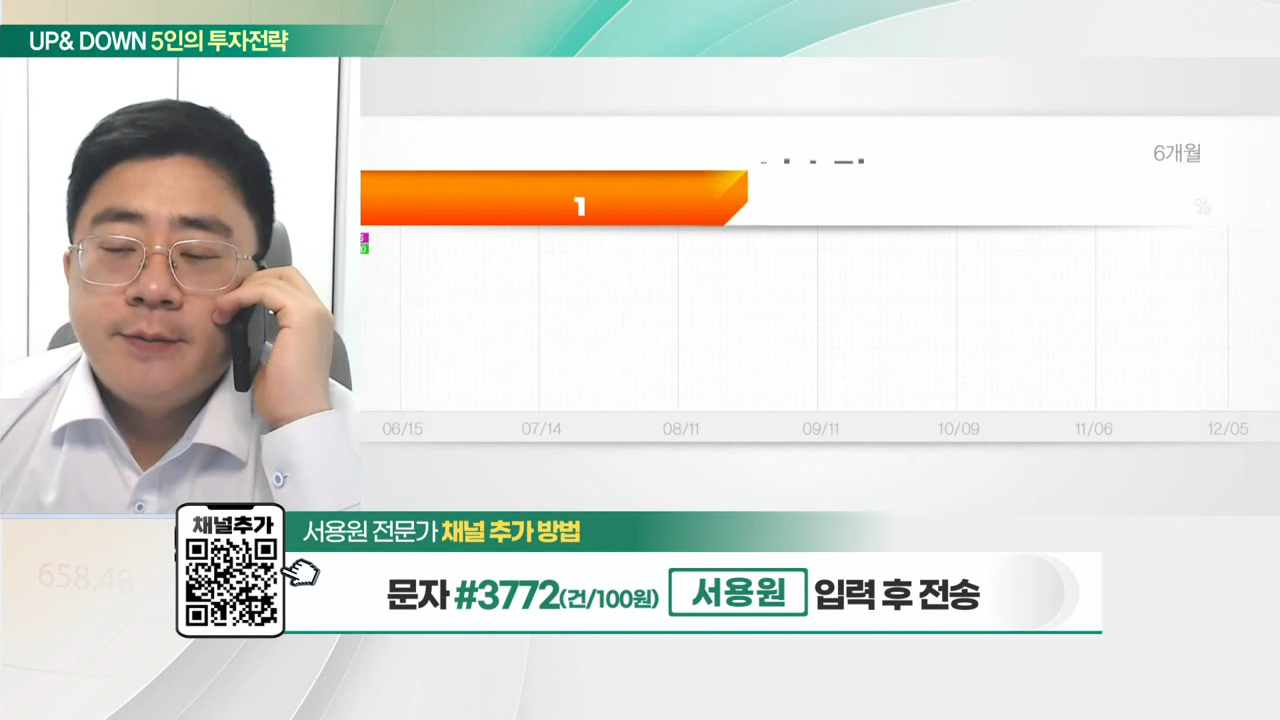 UP& DOWN 5인의 투자전략
6개월
1
%
06/15 07/14 08/11 09/11 10/09 11/06 12/05
채널추가
서용원 전문가 채널 추가 방법
658.48
문자 #3772(건/100원) 서용원 입력 후 전송